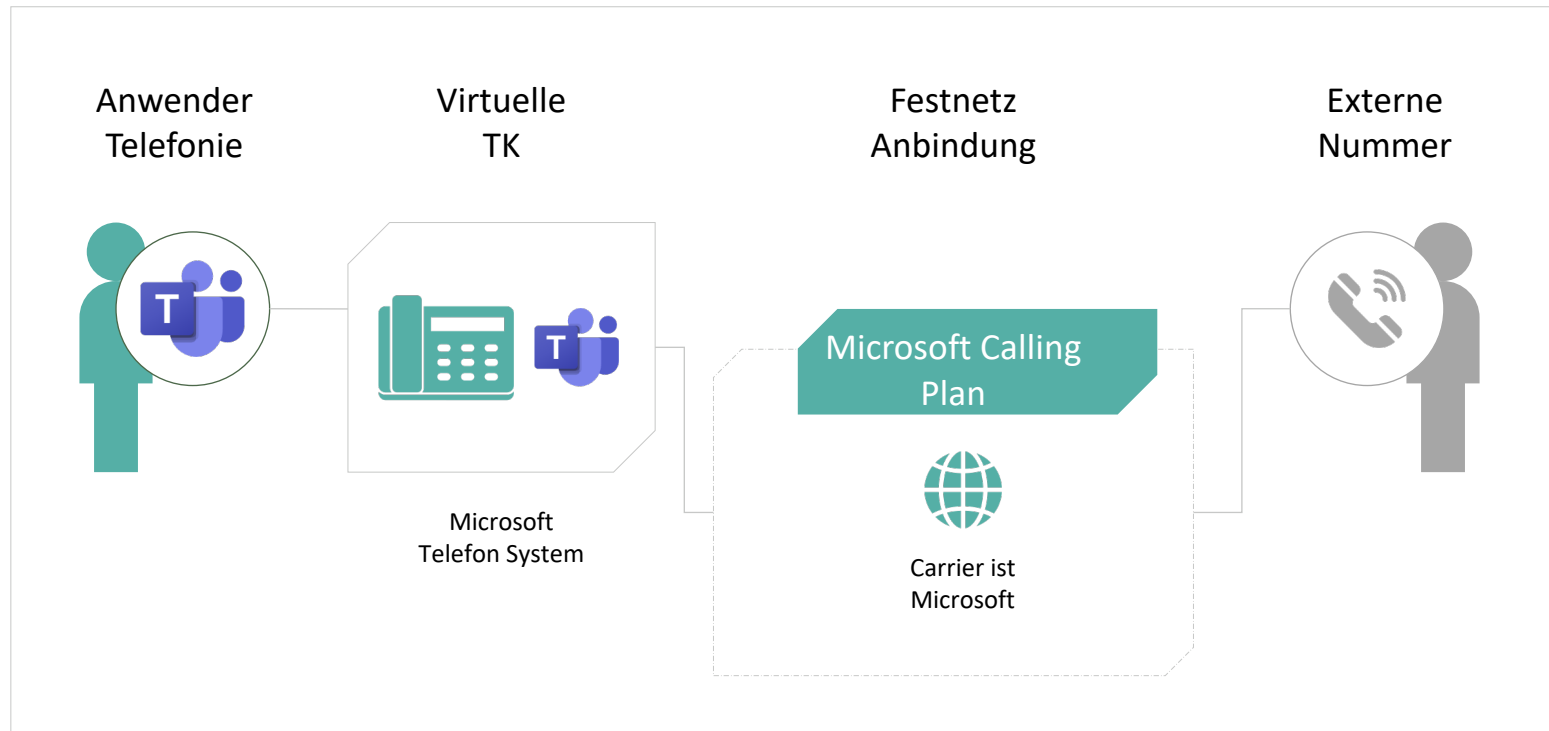 Anwender
Telefonie
Virtuelle
TK
Festnetz
Anbindung
Externe
Nummer
T
T
Microsoft Calling
Plan
Microsoft
Telefon System
Carrier ist
Microsoft